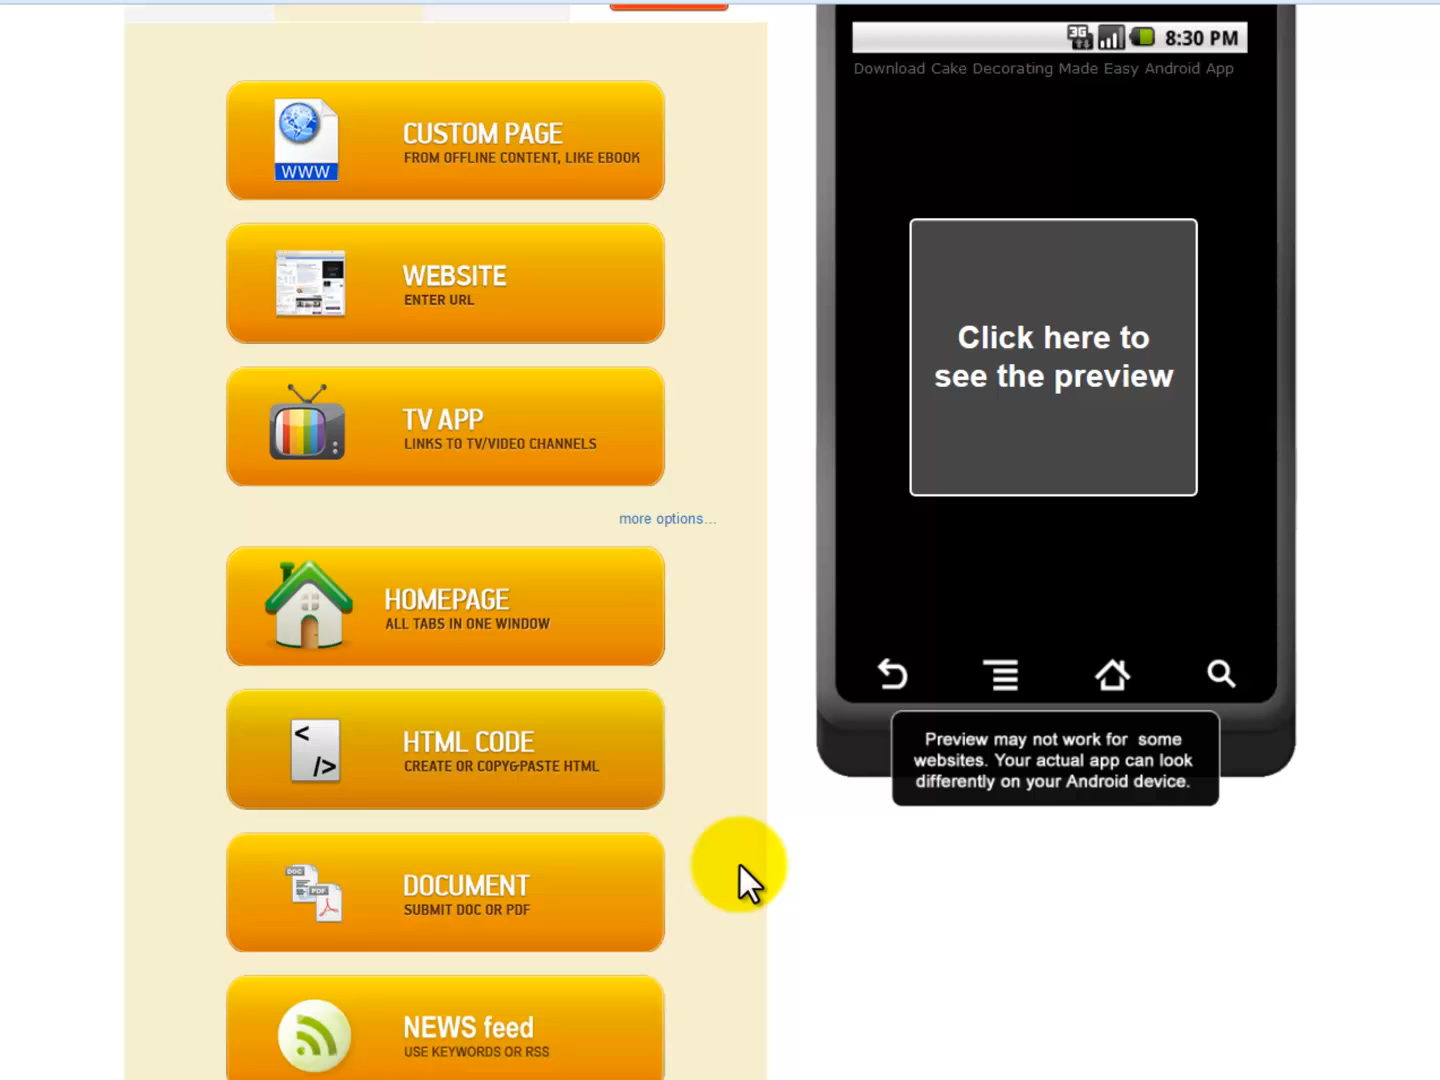 CUSTOM PAGE
FROM OFFLINE CONTENT, LIKE EBOOK
WWW
WEBSITE
ENTER URL
TV APP
LINKS TO TV/VIDEO CHANNELS
more options...
HOMEPAGE
ALL TABS IN ONE WINDOW
< />
HTML CODE
CREATE OR COPY&PASTE HTML
DOC
PDF
DOCUMENT
SUBMIT DOC OR PDF
NEWS feed
USE KEYWORDS OR RSS
3G
8:30 PM
Download Cake Decorating Made Easy Android App
Click here to
see the preview
Preview may not work for some
websites. Your actual app can look
differently on your Android device.